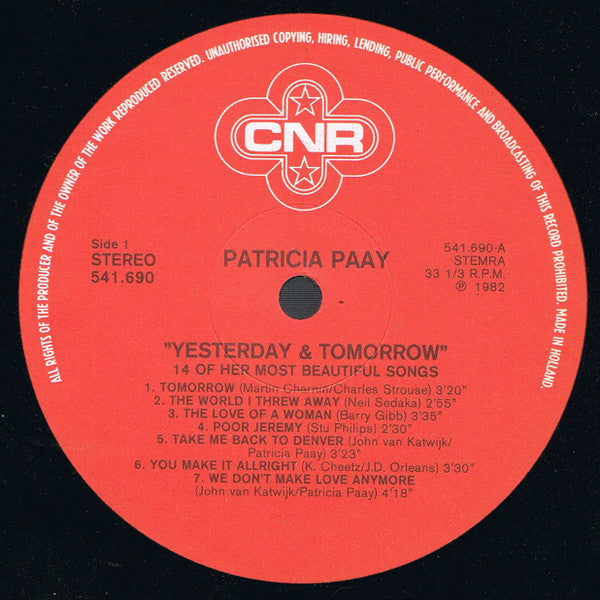 ALL RIGHTS OF THE PRODUCER AND OF THE OWNER OF THE WORK REPRODUCED RESERVED. UNAUTHORISED COPYING, HIRING, LENDING, PUBLIC PERFORMANCE AND BROADCASTING OF THIS RECORD PROHIBITED. MADE IN HOLLAND.
CNR
Side 1
STEREO
541.690
PATRICIA PAAY
541.690-A
STEMRA
33 1/3 R.P.M.
℗ 1982
"YESTERDAY & TOMORROW"
14 OF HER MOST BEAUTIFUL SONGS
1. TOMORROW (Martin Charnin/Charles Strouse) 3'20"
2. THE WORLD I THREW AWAY (Neil Sedaka) 2'55"
3. THE LOVE OF A WOMAN (Barry Gibb) 3'35"
4. POOR JEREMY (Stu Philips) 2'30"
5. TAKE ME BACK TO DENVER (John van Katwijk/
Patricia Paay) 3'23"
6. YOU MAKE IT ALLRIGHT (K. Cheetz/J.D. Orleans) 3'30"
7. WE DON'T MAKE LOVE ANYMORE
(John van Katwijk/Patricia Paay) 4'18"